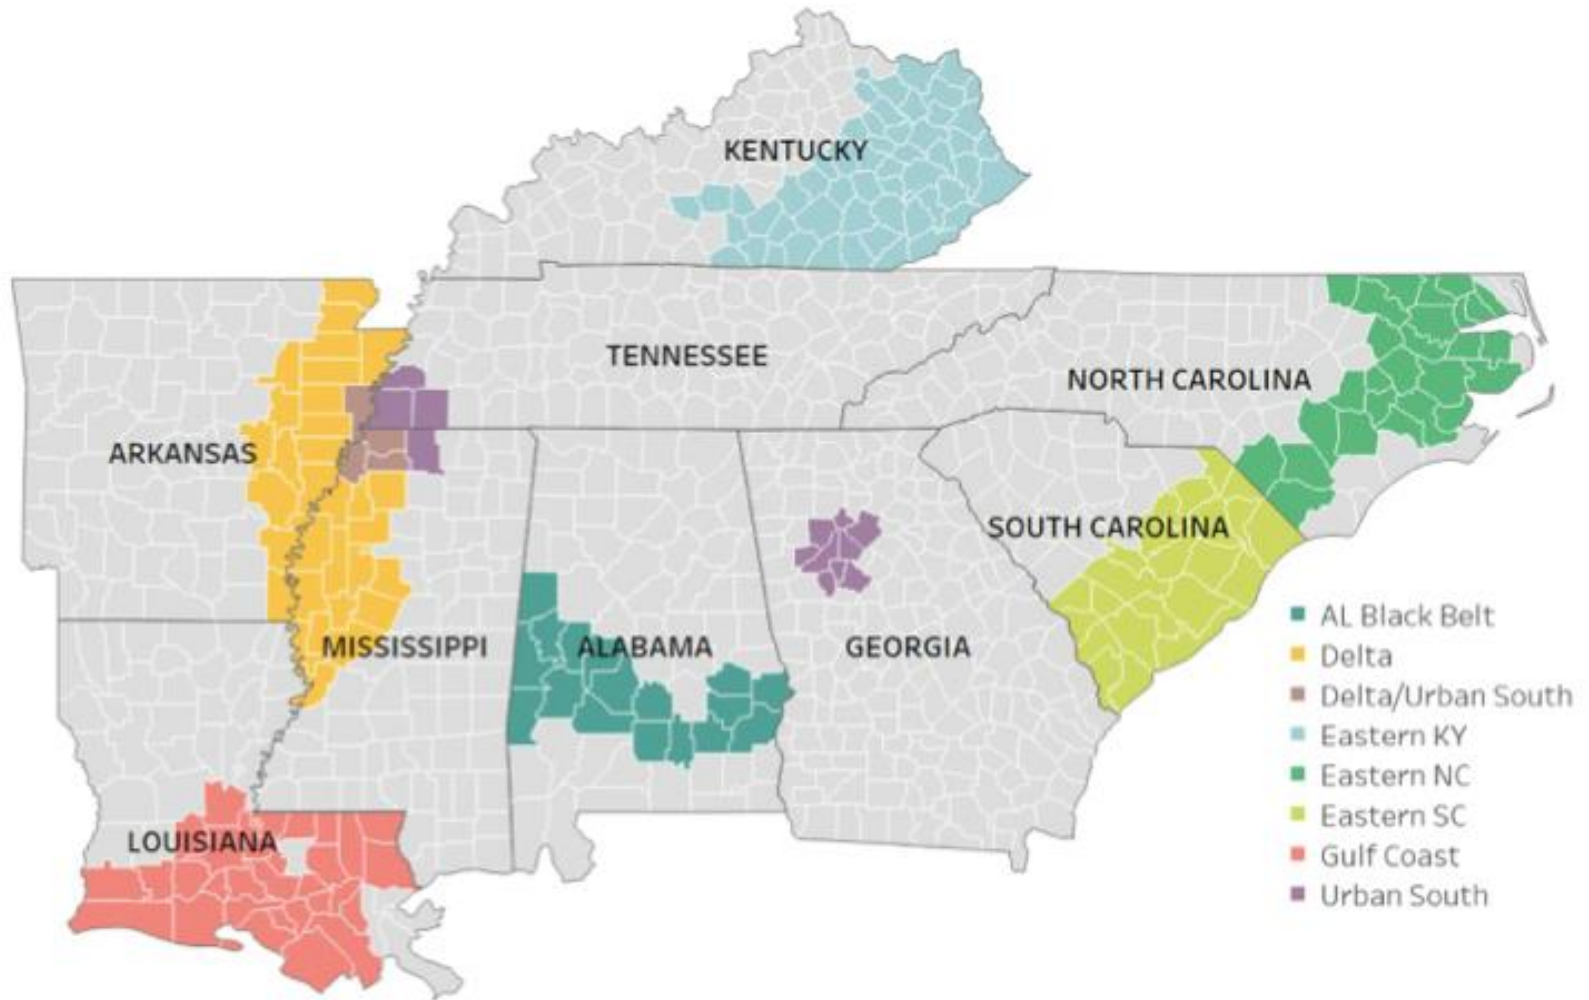 KENTUCKY
TENNESSEE
NORTH CAROLINA
ARKANSAS
SOUTH CAROLINA
MISSISSIPPI
ALABAMA
GEORGIA
LOUISIANA
AL Black Belt
Delta
Delta/Urban South
Eastern KY
Eastern NC
Eastern SC
Gulf Coast
Urban South